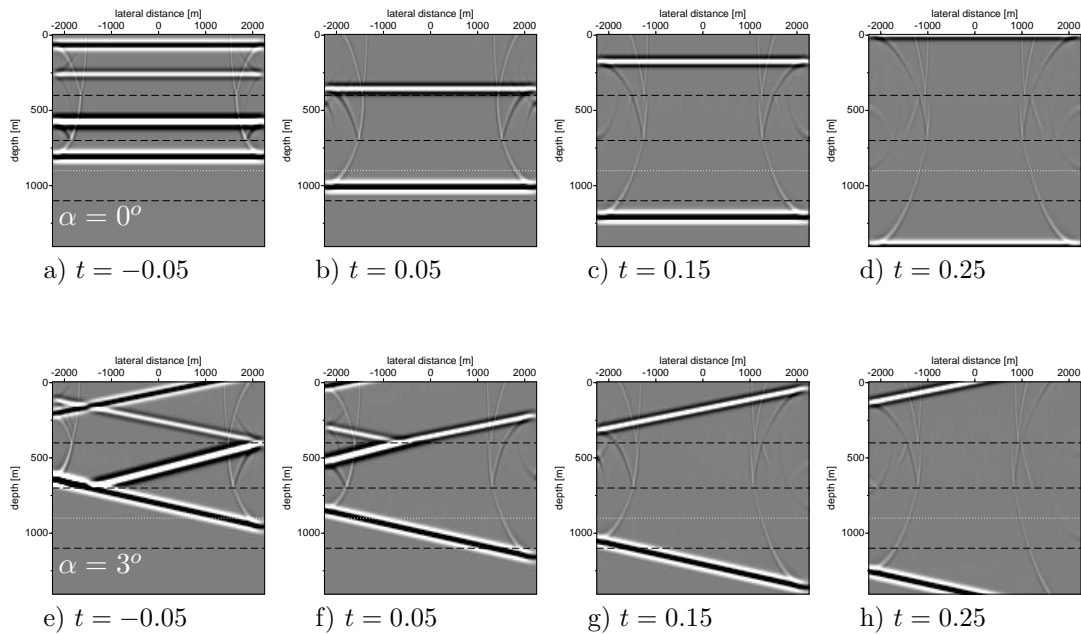 lateral distance [m] lateral distance [m] lateral distance [m] lateral distance [m]
-2000 -1000 0 1000 2000 -2000 -1000 0 1000 2000 -2000 -1000 0 1000 2000 -2000 -1000 0 1000 2000
0 0 0 0
500 500 500 500
depth [m] depth [m] depth [m] depth [m]
1000 1000 1000 1000
α = 0º
a) t = −0.05 b) t = 0.05 c) t = 0.15 d) t = 0.25
lateral distance [m] lateral distance [m] lateral distance [m] lateral distance [m]
-2000 -1000 0 1000 2000 -2000 -1000 0 1000 2000 -2000 -1000 0 1000 2000 -2000 -1000 0 1000 2000
0 0 0 0
500 500 500 500
depth [m] depth [m] depth [m] depth [m]
1000 1000 1000 1000
α = 3º
e) t = −0.05 f) t = 0.05 g) t = 0.15 h) t = 0.25